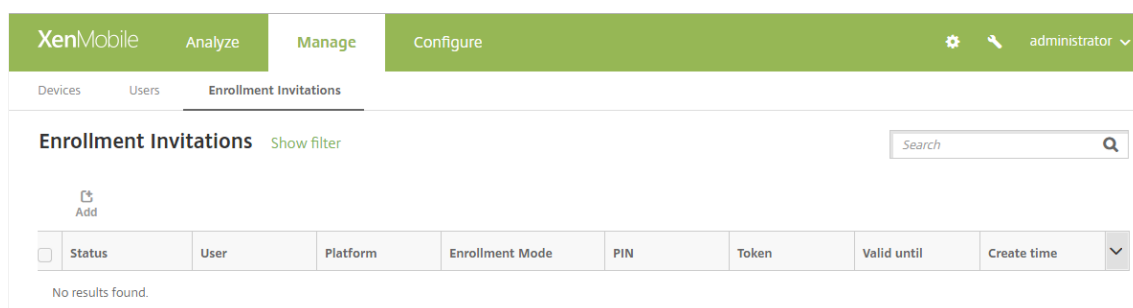 XenMobile Analyze Manage Configure administrator
Devices Users Enrollment Invitations
Enrollment Invitations Show filter Search
Add
Status User Platform Enrollment Mode PIN Token Valid until Create time
No results found.